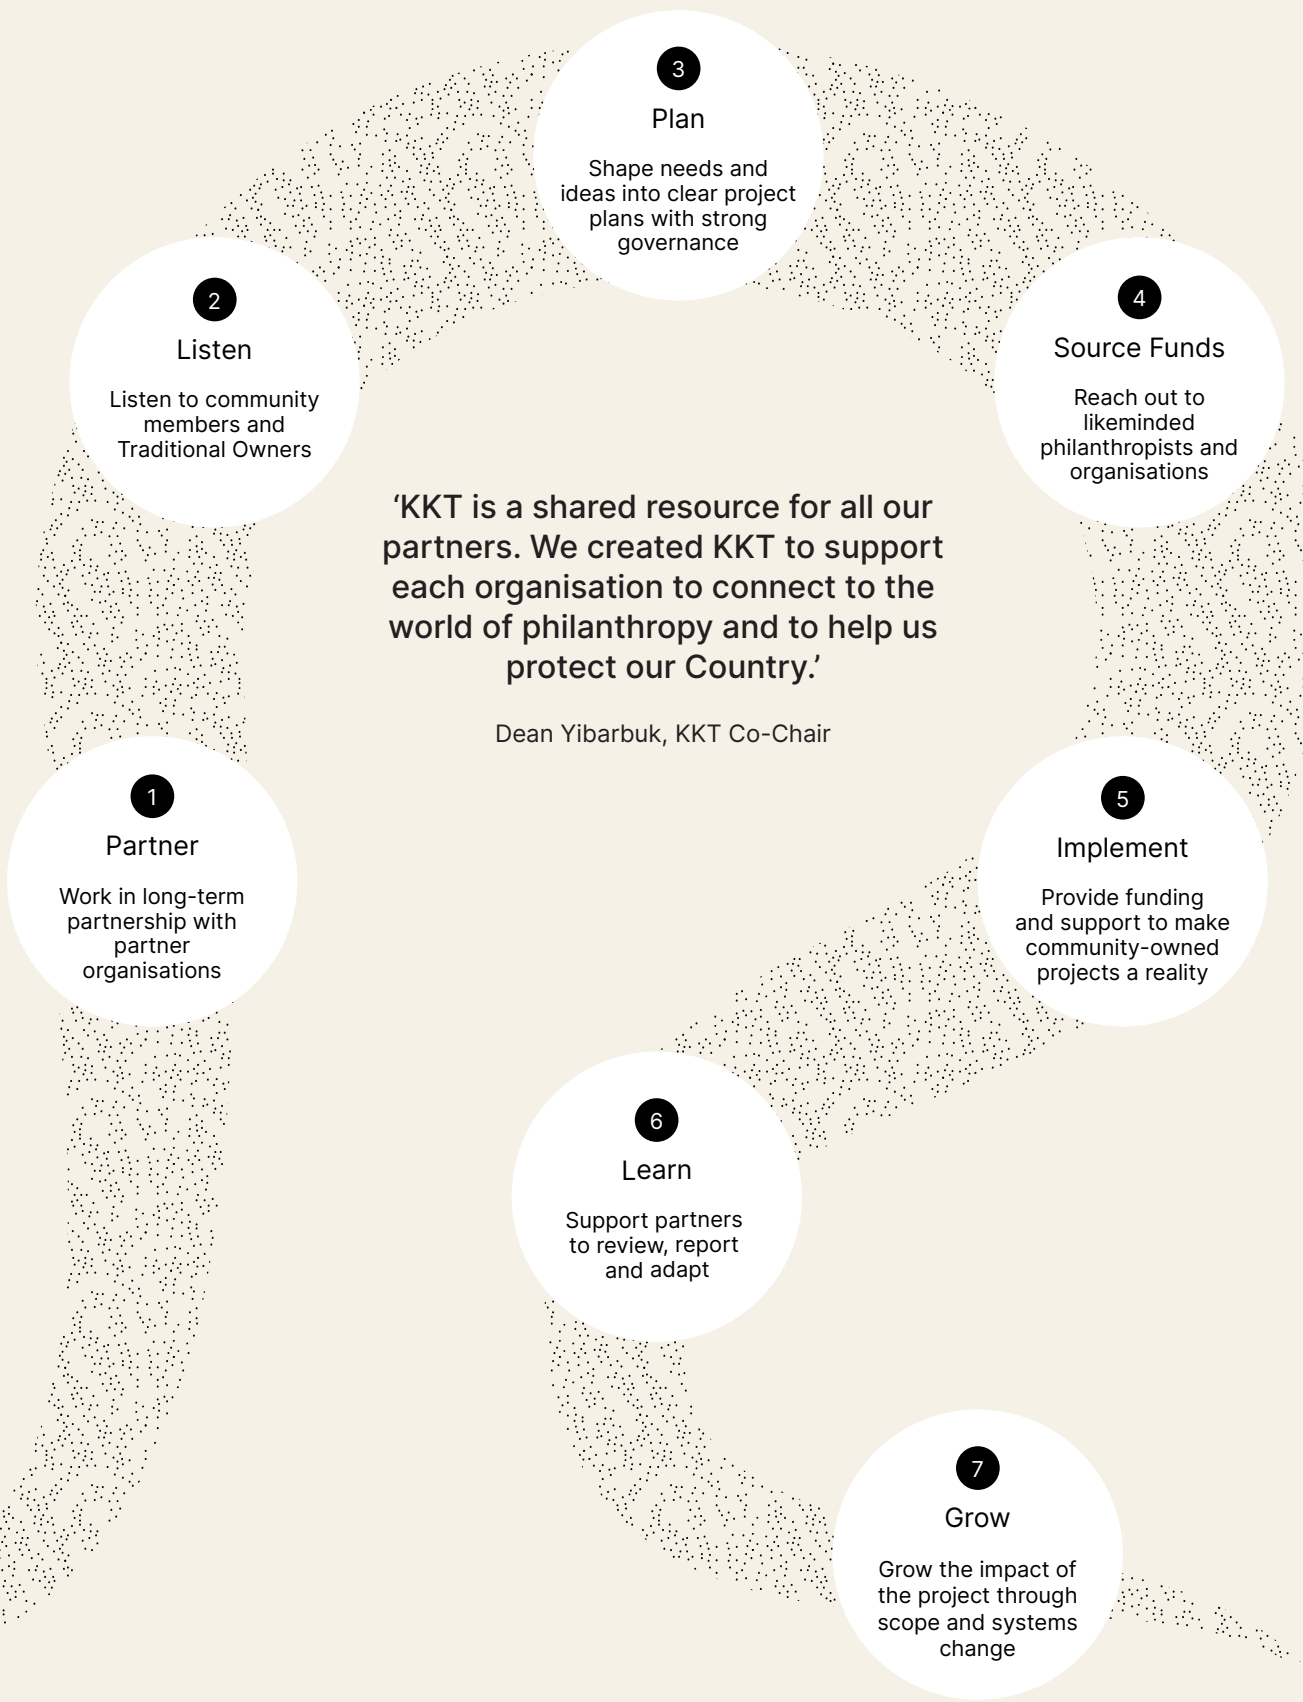 1
Partner
Work in long-term
partnership with
partner
organisations
2
Listen
Listen to community
members and
Traditional Owners
3
Plan
Shape needs and
ideas into clear project
plans with strong
governance
4
Source Funds
Reach out to
likeminded
philanthropists and
organisations
5
Implement
Provide funding
and support to make
community-owned
projects a reality
6
Learn
Support partners
to review, report
and adapt
7
Grow
Grow the impact of
the project through
scope and systems
change
‘KKT is a shared resource for all our
partners. We created KKT to support
each organisation to connect to the
world of philanthropy and to help us
protect our Country.’
Dean Yibarbuk, KKT Co-Chair